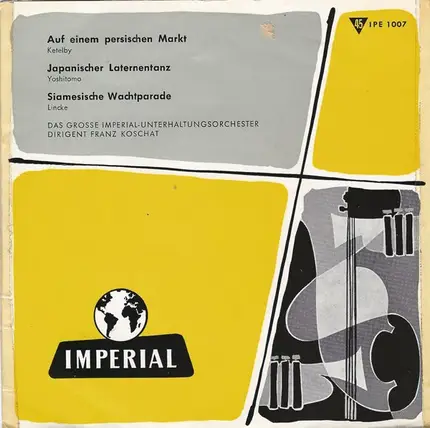 Auf einem persischen Markt
Ketelby
Japanischer Laternentanz
Yoshitomo
Siamesische Wachtparade
Lincke
DAS GROSSE IMPERIAL-UNTERHALTUNGSORCHESTER
DIRIGENT FRANZ KOSCHAT
45 IPE 1007
IMPERIAL